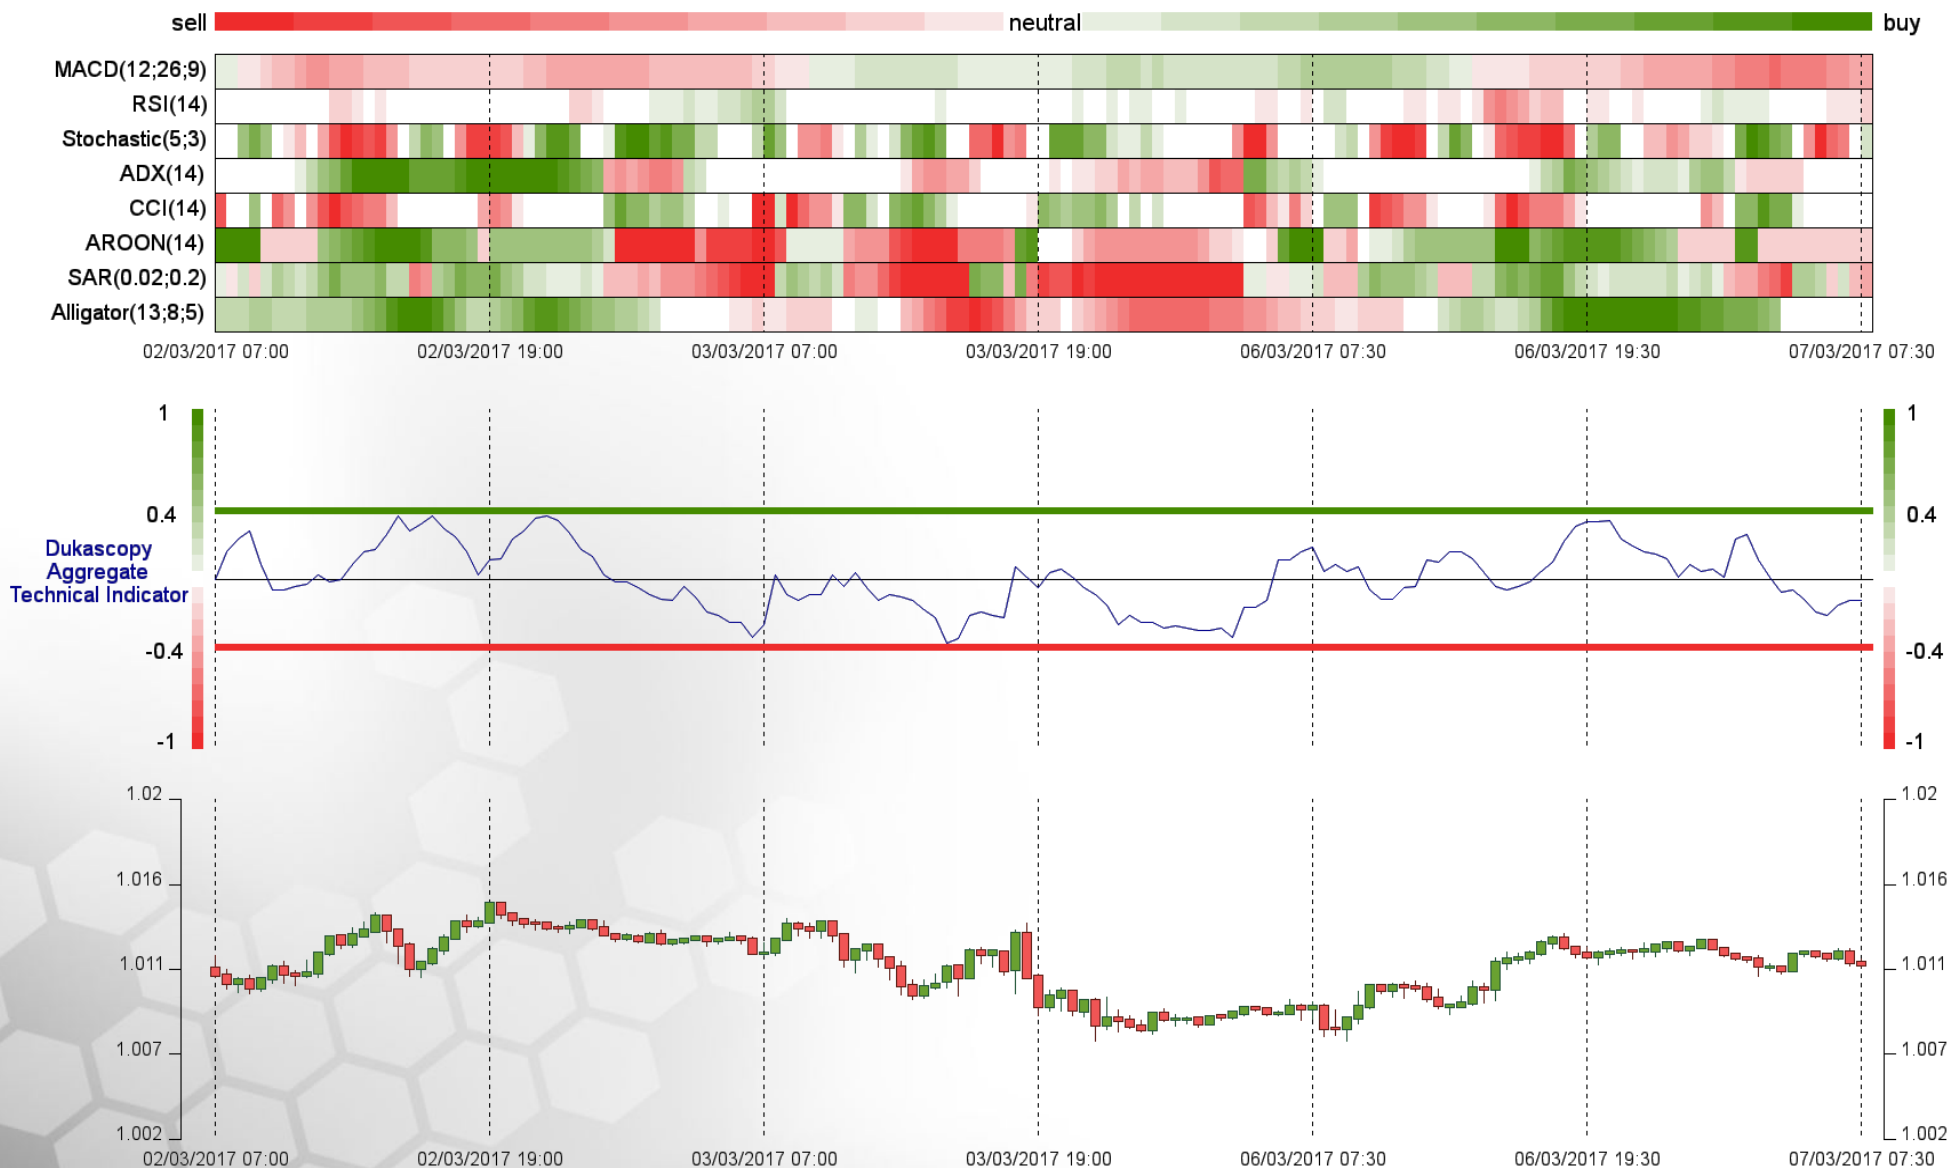 sell neutral buy
MACD(12;26;9)
RSI(14)
Stochastic(5;3)
ADX(14)
CCI(14)
AROON(14)
SAR(0.02;0.2)
Alligator(13;8;5)
02/03/2017 07:00 02/03/2017 19:00 03/03/2017 07:00 03/03/2017 19:00 06/03/2017 07:30 06/03/2017 19:30 07/03/2017 07:30
1 1
0.4 0.4
Dukascopy
Aggregate
Technical Indicator
-0.4 -0.4
-1 -1
1.02 1.02
1.016 1.016
1.011 1.011
1.007 1.007
1.002 1.002
02/03/2017 07:00 02/03/2017 19:00 03/03/2017 07:00 03/03/2017 19:00 06/03/2017 07:30 06/03/2017 19:30 07/03/2017 07:30